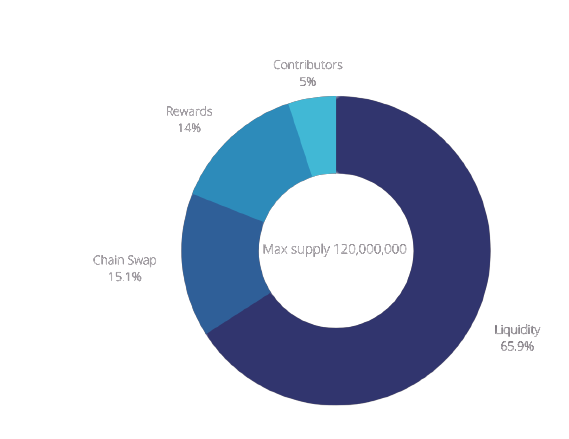 Contributors
5%
Rewards
14%
Max supply 120,000,000
Chain Swap
15.1%
Liquidity
65.9%